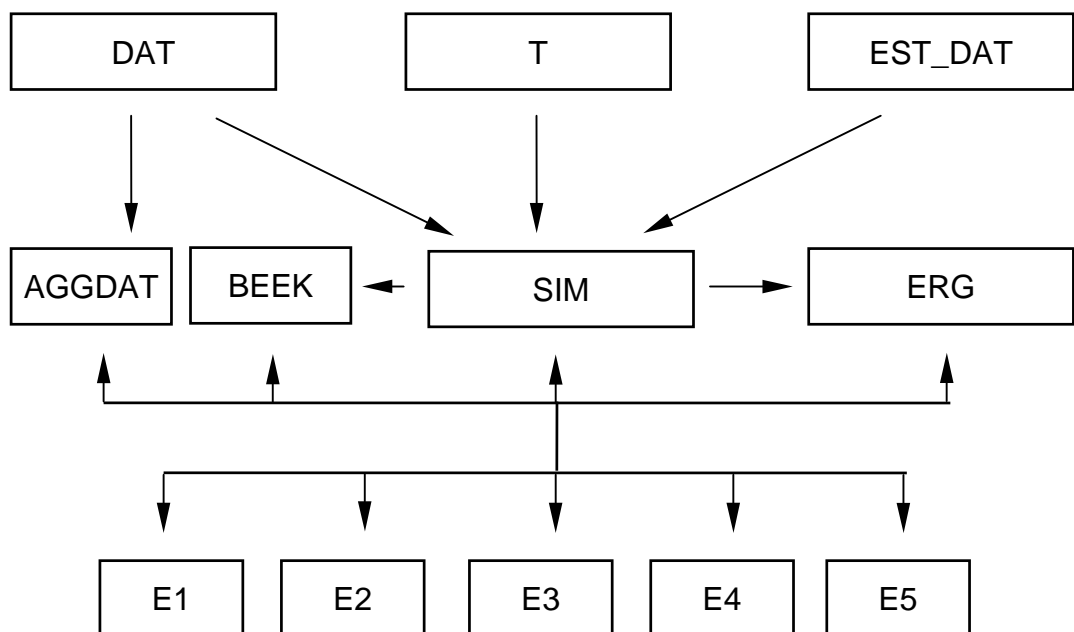 DAT
T
EST_DAT
AGGDAT
BEEK
SIM
ERG
E1
E2
E3
E4
E5